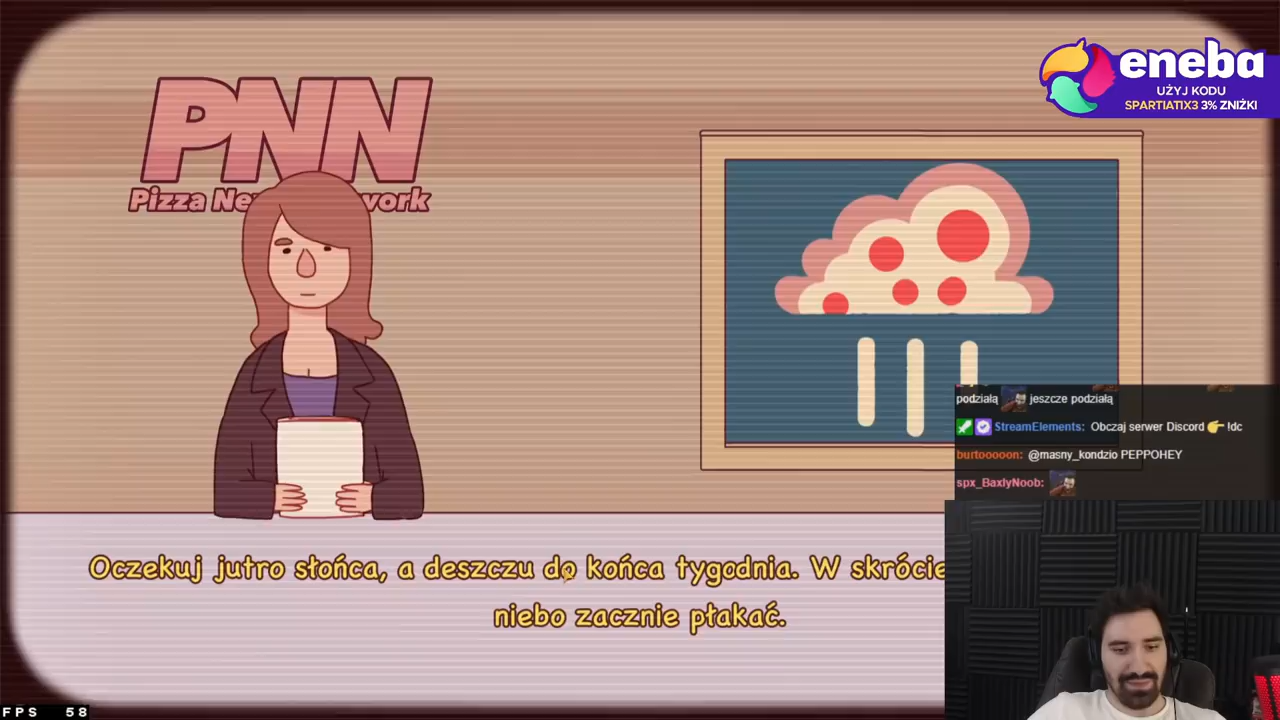 PNN
Pizza Ne work
eneba
UŻYJ KODU
SPARTIATIX3 3% ZNIŻKI
podziałą jeszcze podziałą
StreamElements: Obczaj serwer Discord 👉 !dc
burtooooon: @masny_kondzio PEPPOHEY
spx_BaxlyNoob:
Oczekuj jutro słońca, a deszczu do końca tygodnia. W skrócie
niebo zacznie płakać.
FPS 58